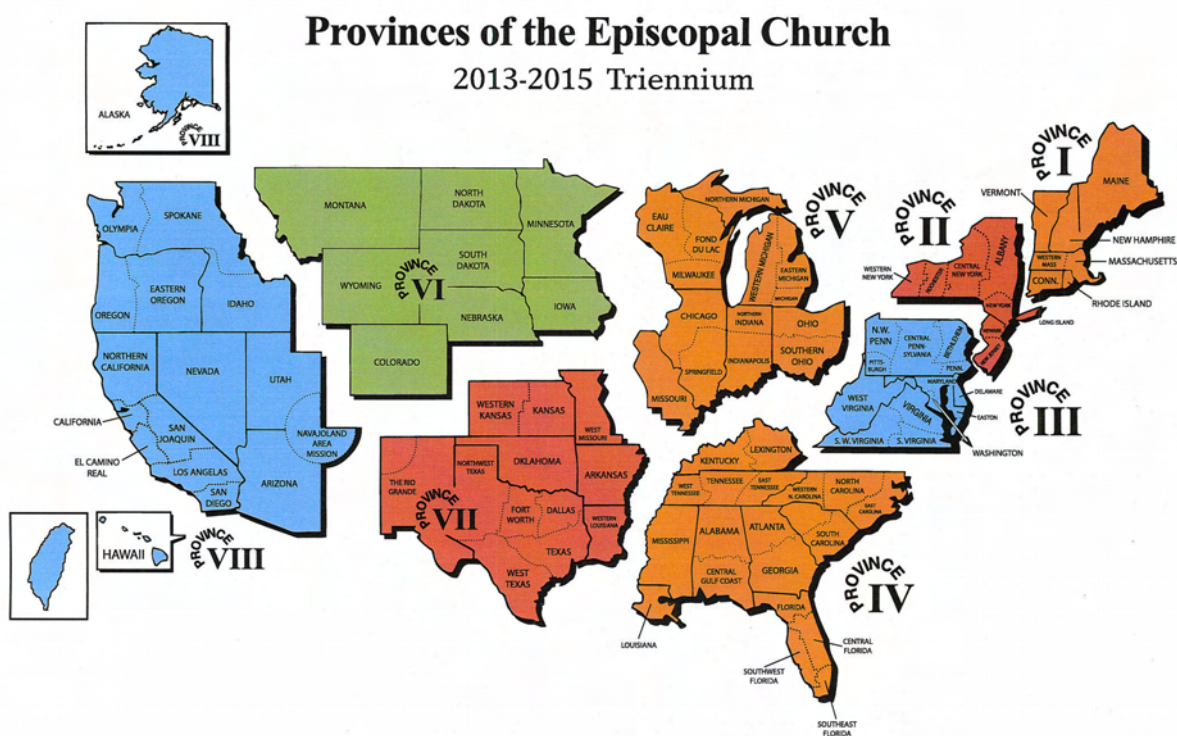 Provinces of the Episcopal Church
2013-2015 Triennium
ALASKA
PROVINCE
VIII
OLYMPIA
SPOKANE
EASTERN
OREGON
OREGON
IDAHO
NORTHERN
CALIFORNIA
NEVADA
UTAH
CALIFORNIA
SAN
JOAQUIN
EL CAMINO
REAL
LOS ANGELAS
SAN
DIEGO
ARIZONA
NAVAJOLAND
AREA
MISSION
HAWAII
PROVINCE
VIII
MONTANA
NORTH
DAKOTA
MINNESOTA
SOUTH
DAKOTA
WYOMING
PROVINCE
VI
NEBRASKA
IOWA
COLORADO
WESTERN
KANSAS
KANSAS
WEST
MISSOURI
THE RIO
GRANDE
NORTHWEST
TEXAS
OKLAHOMA
ARKANSAS
PROVINCE
VII
FORT
WORTH
DALLAS
WESTERN
LOUISIANA
TEXAS
WEST
TEXAS
NORTHERN MICHIGAN
EAU
CLAIRE
FOND
DU LAC
MILWAUKEE
WESTERN MICHIGAN
EASTERN
MICHIGAN
MICHIGAN
PROVINCE
V
CHICAGO
NORTHERN
INDIANA
OHIO
SPRINGFIELD
INDIANAPOLIS
SOUTHERN
OHIO
MISSOURI
KENTUCKY
LEXINGTON
WEST
TENNESSEE
TENNESSEE
EAST
TENNESSEE
WESTERN
N. CAROLINA
NORTH
CAROLINA
EAST
CAROLINA
MISSISSIPPI
ALABAMA
ATLANTA
SOUTH
CAROLINA
CENTRAL
GULF COAST
GEORGIA
LOUISIANA
FLORIDA
PROVINCE
IV
CENTRAL
FLORIDA
SOUTHWEST
FLORIDA
SOUTHEAST
FLORIDA
PROVINCE
I
MAINE
VERMONT
NEW HAMPHIRE
WESTERN
MASS
MASSACHUSETTS
CONN.
RHODE ISLAND
PROVINCE
II
WESTERN
NEW YORK
ROCHESTER
CENTRAL
NEW YORK
ALBANY
NEW YORK
LONG ISLAND
NEWARK
NEW JERSEY
N.W.
PENN
CENTRAL
PENN-
SYLVANIA
BETHLEHEM
PITTS-
BURGH
PENN.
MARYLAND
DELAWARE
EASTON
WEST
VIRGINIA
VIRGINIA
S. W. VIRGINIA
S. VIRGINIA
WASHINGTON
PROVINCE
III